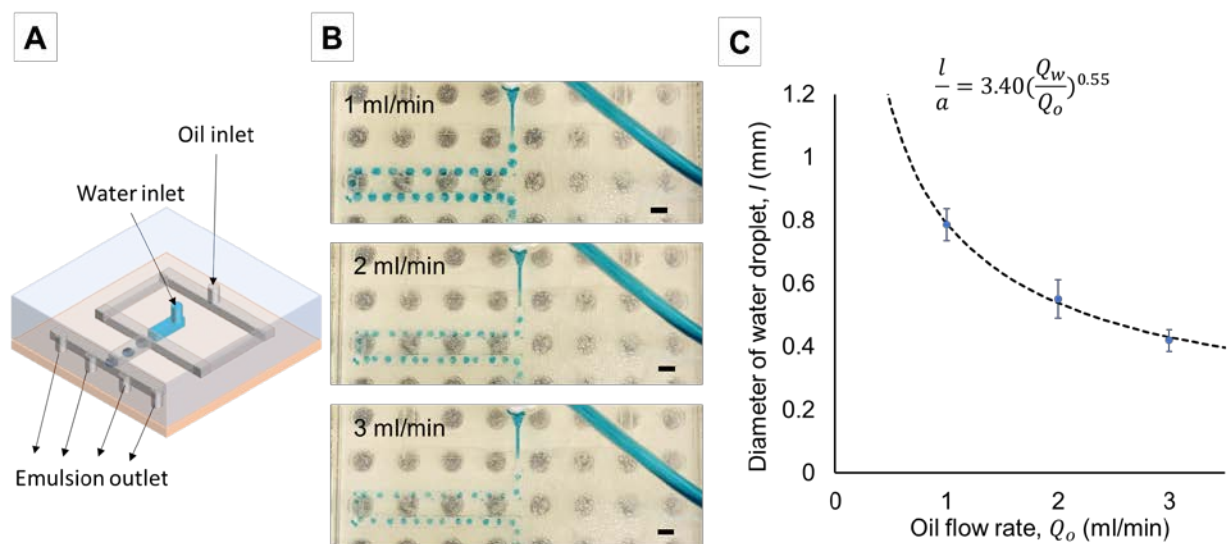 A
Oil inlet
Water inlet
Emulsion outlet
B
1 ml/min
2 ml/min
3 ml/min
C
l/a = 3.40(Q_w/Q_o)^0.55
Diameter of water droplet, l (mm)
1.2
1
0.8
0.6
0.4
0.2
0
0 1 2 3
Oil flow rate, Q_o (ml/min)